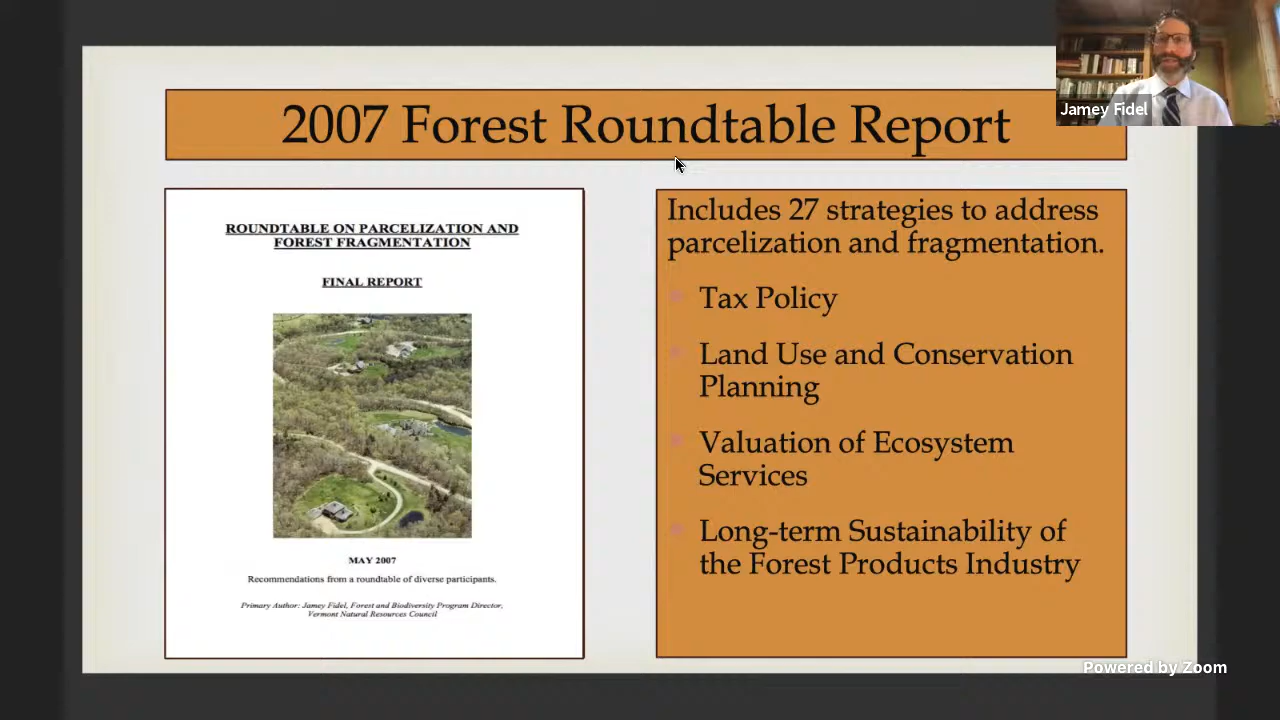 2007 Forest Roundtable Report
Jamey Fidel
ROUNDTABLE ON PARCELIZATION AND
FOREST FRAGMENTATION
FINAL REPORT
MAY 2007
Recommendations from a roundtable of diverse participants.
Primary Author: Jamey Fidel, Forest and Biodiversity Program Director,
Vermont Natural Resources Council
Includes 27 strategies to address
parcelization and fragmentation.
Tax Policy
Land Use and Conservation
Planning
Valuation of Ecosystem
Services
Long-term Sustainability of
the Forest Products Industry
Powered by Zoom